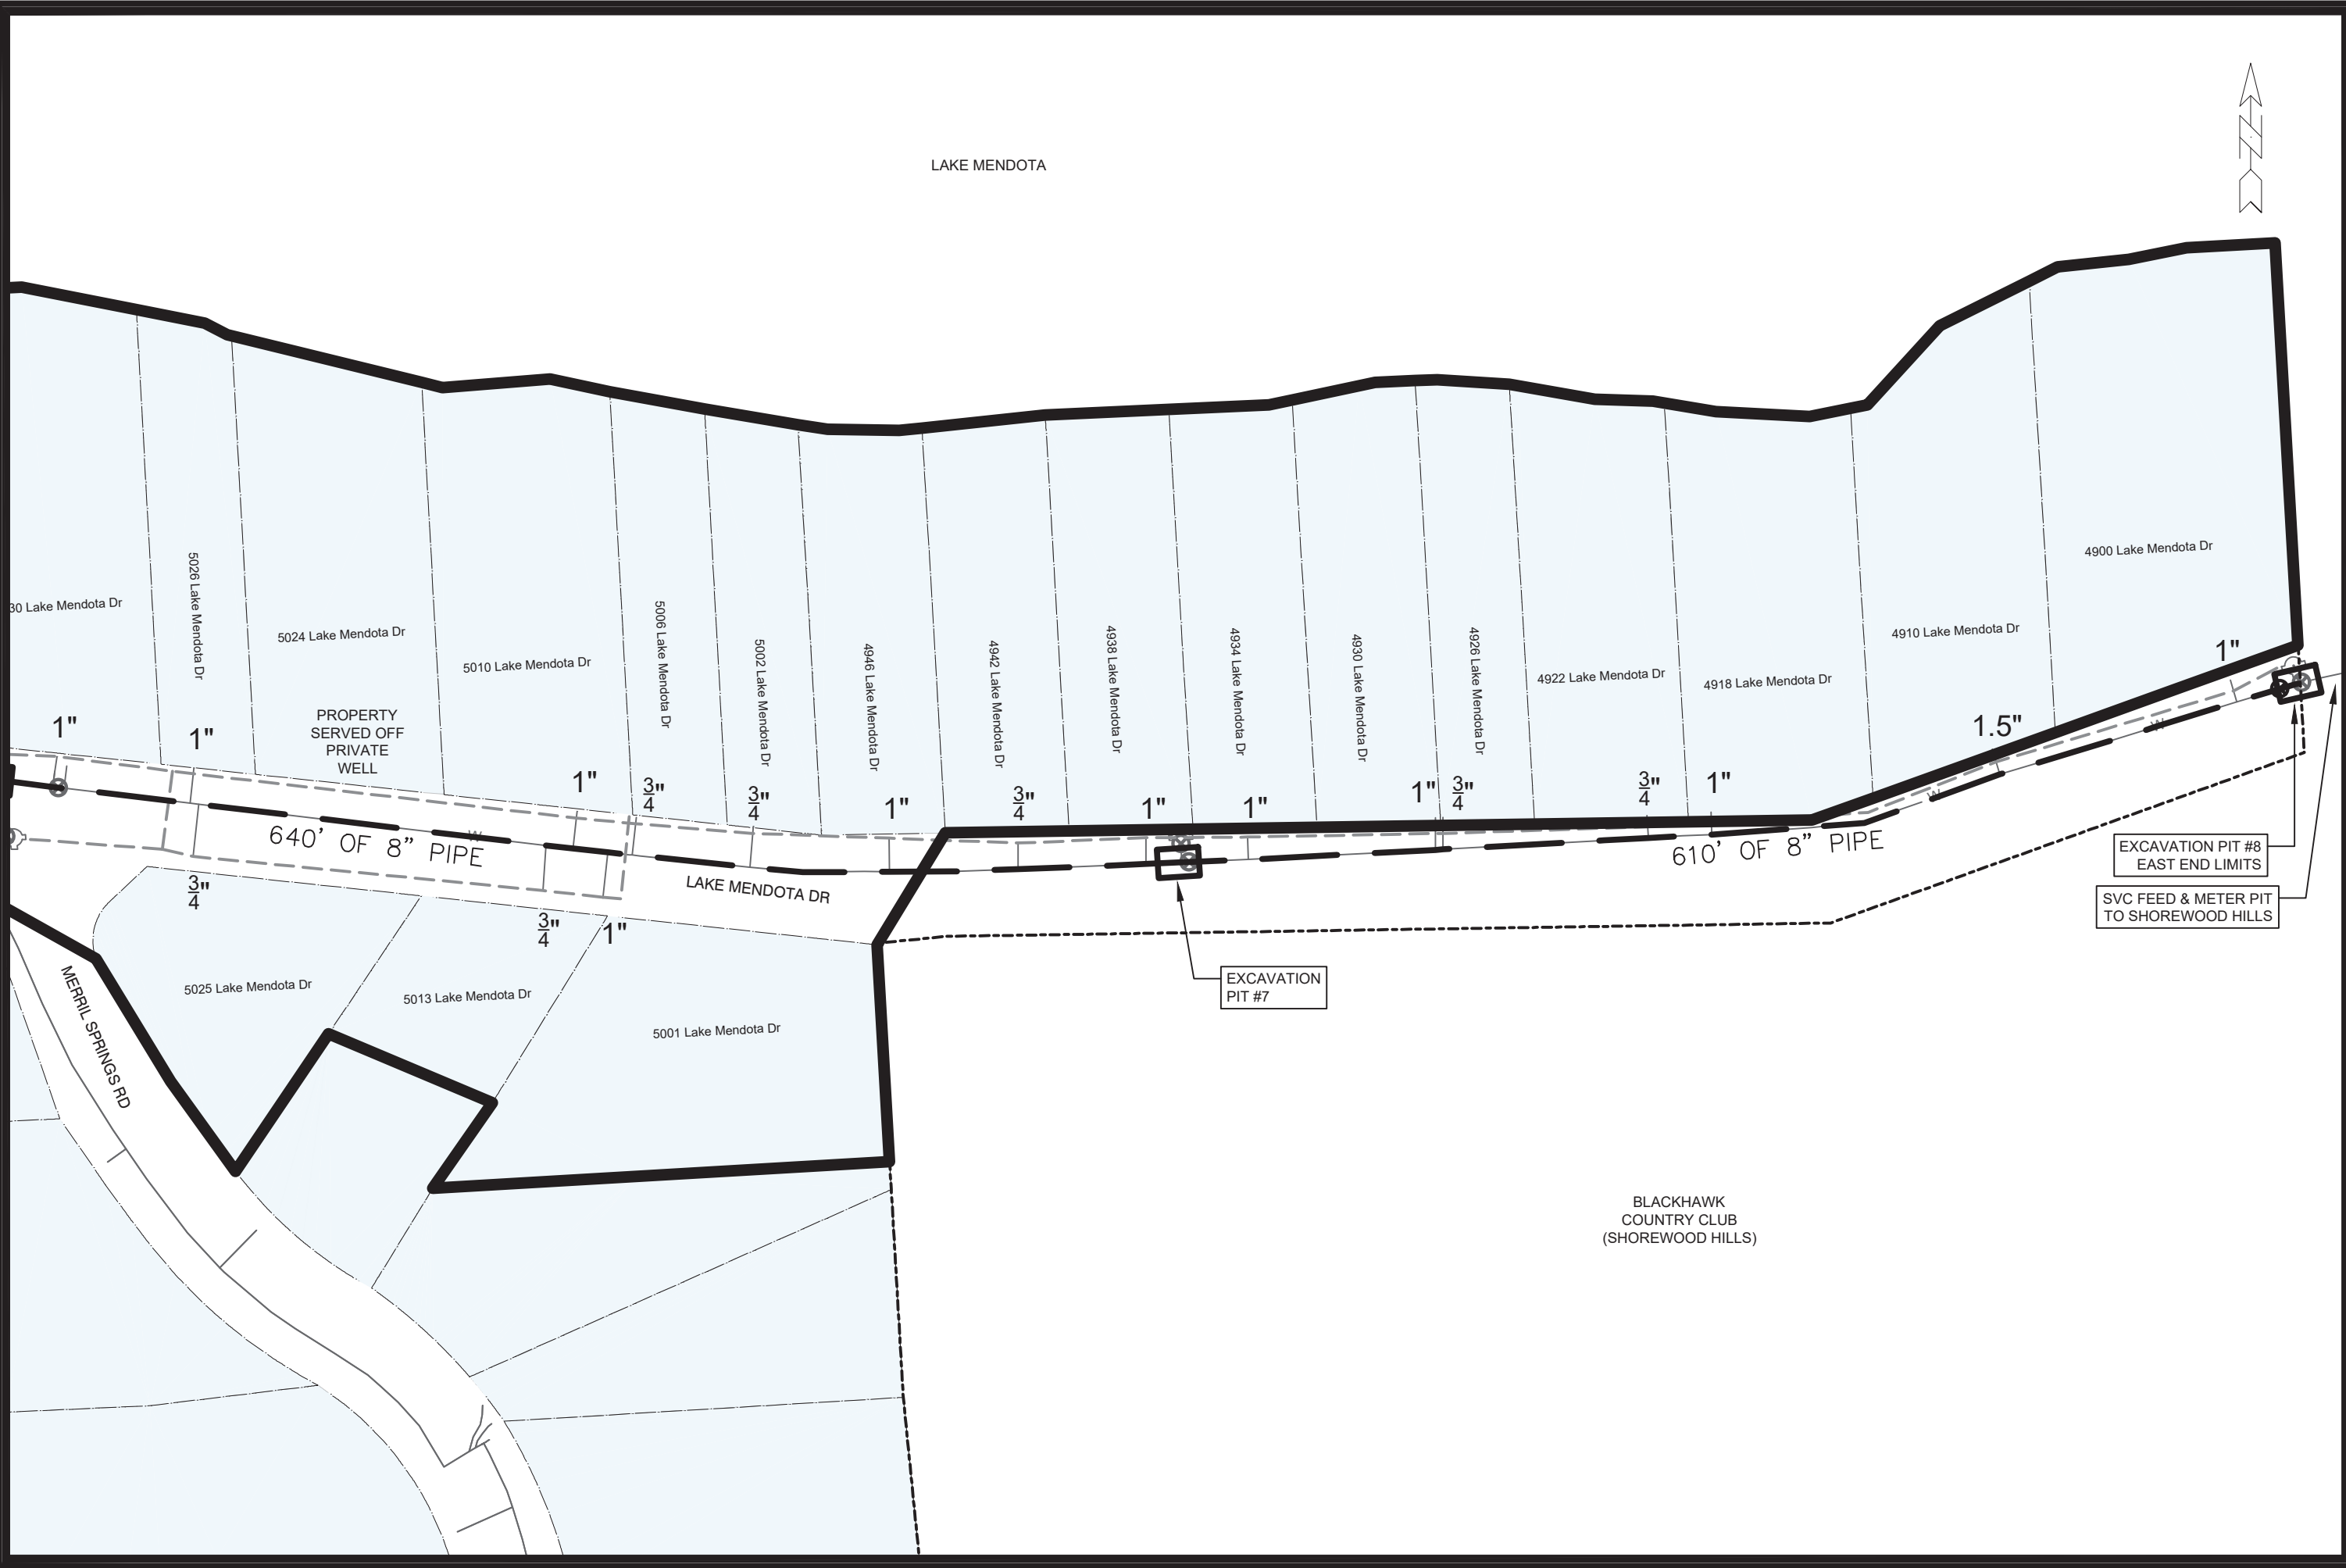 LAKE MENDOTA
N
4900 Lake Mendota Dr
4910 Lake Mendota Dr
4918 Lake Mendota Dr
4922 Lake Mendota Dr
4926 Lake Mendota Dr
4930 Lake Mendota Dr
4934 Lake Mendota Dr
4938 Lake Mendota Dr
4942 Lake Mendota Dr
4946 Lake Mendota Dr
5002 Lake Mendota Dr
5006 Lake Mendota Dr
5010 Lake Mendota Dr
5024 Lake Mendota Dr
5026 Lake Mendota Dr
30 Lake Mendota Dr
PROPERTY
SERVED OFF
PRIVATE
WELL
1"
1"
1"
3/4"
3/4"
1"
3/4"
1"
1"
1"
3/4"
3/4"
1"
1.5"
1"
W
W
W
640' OF 8" PIPE
LAKE MENDOTA DR
610' OF 8" PIPE
3/4"
3/4"
1"
EXCAVATION PIT #8
EAST END LIMITS
SVC FEED & METER PIT
TO SHOREWOOD HILLS
EXCAVATION
PIT #7
5025 Lake Mendota Dr
5013 Lake Mendota Dr
5001 Lake Mendota Dr
MERRIL SPRINGS RD
BLACKHAWK
COUNTRY CLUB
(SHOREWOOD HILLS)